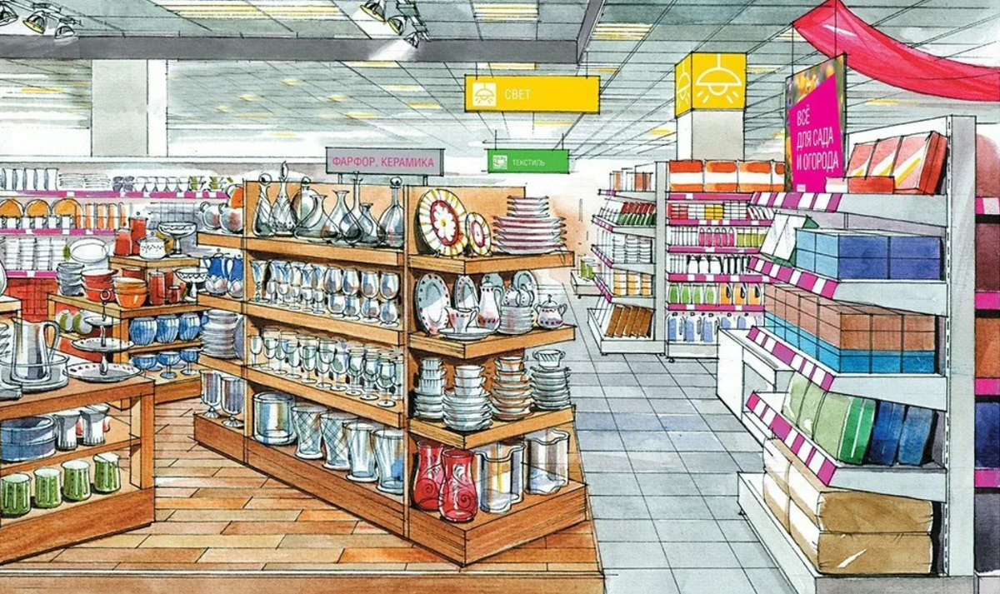 СВЕТ
ФАРФОР, КЕРАМИКА
ТЕКСТИЛЬ
ВСЁ
ДЛЯ САДА
И ОГОРОДА